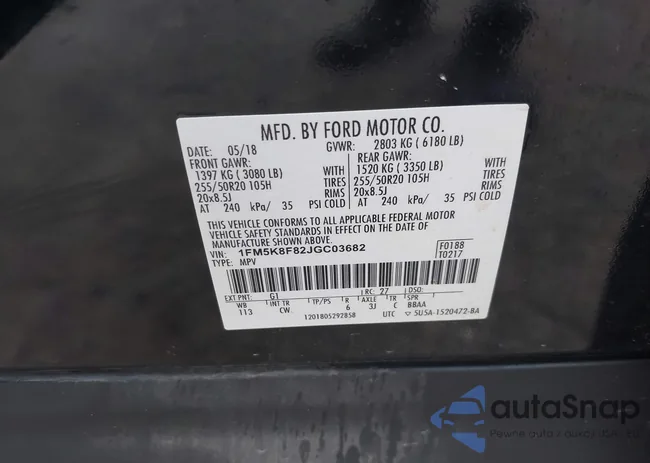 MFD. BY FORD MOTOR CO.
DATE: 05/18 GVWR: 2803 KG ( 6180 LB)
FRONT GAWR: REAR GAWR:
1397 KG ( 3080 LB) WITH 1520 KG ( 3350 LB) WITH
255/50R20 105H TIRES 255/50R20 105H TIRES
20x8.5J RIMS 20x8.5J RIMS
AT 240 kPa/ 35 PSI COLD AT 240 kPa/ 35 PSI COLD
THIS VEHICLE CONFORMS TO ALL APPLICABLE FEDERAL MOTOR
VEHICLE SAFETY STANDARDS IN EFFECT ON THE DATE OF
MANUFACTURE SHOWN ABOVE.
VIN: 1FM5K8F82JGC03682 F0188
TYPE: MPV T0217
EXT PNT: G1 RC: 27
WB INT TR TP/PS R AXLE TR SPR
113 CW 6 3J C BBAA
1201805292858 UTC 5U5A-1520472-BA
autaSnap
Pewne auta z aukcji w USA